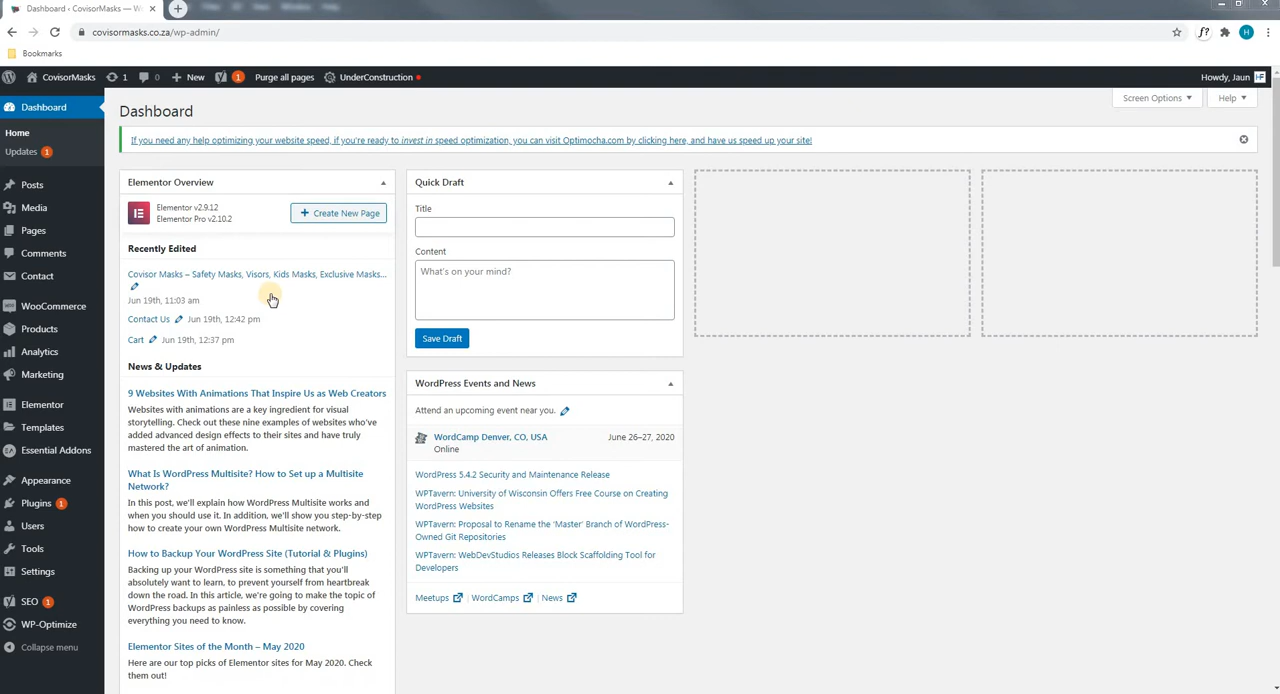 Dashboard ‹ CovisorMasks — W
covisormasks.co.za/wp-admin/
f?
H
Bookmarks
CovisorMasks 1 0 New 1 Purge all pages UnderConstruction
Howdy, Jaun
Dashboard
Home
Updates 1
Posts
Media
Pages
Comments
Contact
WooCommerce
Products
Analytics
Marketing
Elementor
Templates
Essential Addons
Appearance
Plugins 1
Users
Tools
Settings
SEO 1
WP-Optimize
Collapse menu
Screen Options
Help
Dashboard
If you need any help optimizing your website speed, if you're ready to invest in speed optimization, you can visit Optimocha.com by clicking here, and have us speed up your site!
Elementor Overview
Elementor v2.9.12
Elementor Pro v2.10.2
+ Create New Page
Recently Edited
Covisor Masks – Safety Masks, Visors, Kids Masks, Exclusive Masks...
Jun 19th, 11:03 am
Contact Us Jun 19th, 12:42 pm
Cart Jun 19th, 12:37 pm
News & Updates
9 Websites With Animations That Inspire Us as Web Creators
Websites with animations are a key ingredient for visual
storytelling. Check out these nine examples of websites who've
added advanced design effects to their sites and have truly
mastered the art of animation.
What Is WordPress Multisite? How to Set up a Multisite
Network?
In this post, we'll explain how WordPress Multisite works and
when you should use it. In addition, we'll show you step-by-step
how to create your own WordPress Multisite network.
How to Backup Your WordPress Site (Tutorial & Plugins)
Backing up your WordPress site is something that you'll
absolutely want to learn, to prevent yourself from heartbreak
down the road. In this article, we're going to make the topic of
WordPress backups as painless as possible by covering
everything you need to know.
Elementor Sites of the Month – May 2020
Here are our top picks of Elementor sites for May 2020. Check
them out!
Quick Draft
Title
Content
What's on your mind?
Save Draft
WordPress Events and News
Attend an upcoming event near you.
WordCamp Denver, CO, USA June 26–27, 2020
Online
WordPress 5.4.2 Security and Maintenance Release
WPTavern: University of Wisconsin Offers Free Course on Creating
WordPress Websites
WPTavern: Proposal to Rename the 'Master' Branch of WordPress-
Owned Git Repositories
WPTavern: WebDevStudios Releases Block Scaffolding Tool for
Developers
Meetups | WordCamps | News